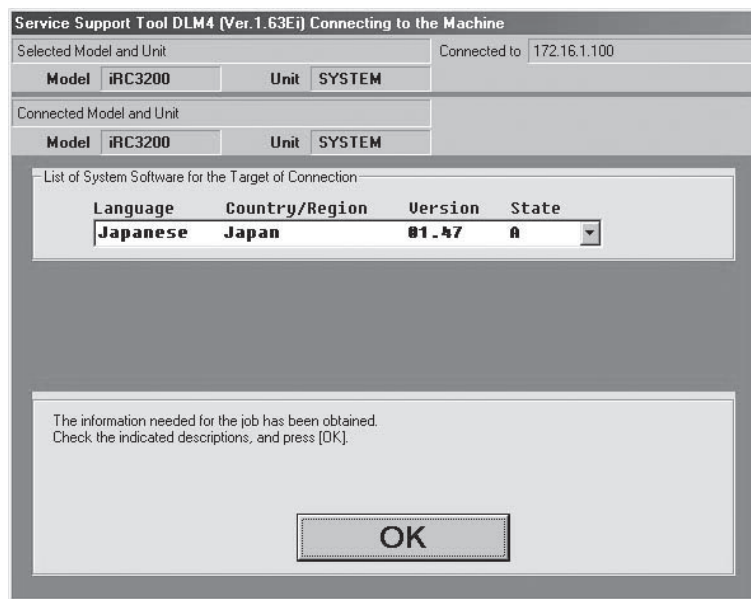 Service Support Tool DLM4 (Ver.1.63Ei) Connecting to the Machine
Selected Model and Unit
Connected to 172.16.1.100
Model iRC3200 Unit SYSTEM
Connected Model and Unit
Model iRC3200 Unit SYSTEM
List of System Software for the Target of Connection
Language Country/Region Version State
Japanese Japan 01.47 A
The information needed for the job has been obtained.
Check the indicated descriptions, and press [OK].
OK